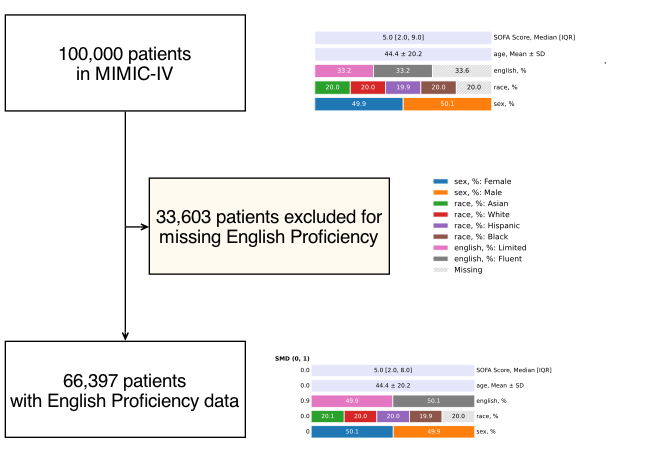 100,000 patients
in MIMIC-IV
5.0 [2.0, 9.0] SOFA Score, Median [IQR]
44.4 ± 20.2 age, Mean ± SD
33.2 33.2 33.6 english, %
20.0 20.0 19.9 20.0 20.0 race, %
49.9 50.1 sex, %
33,603 patients excluded for
missing English Proficiency
sex, %: Female
sex, %: Male
race, %: Asian
race, %: White
race, %: Hispanic
race, %: Black
english, %: Limited
english, %: Fluent
Missing
66,397 patients
with English Proficiency data
SMD (0, 1)
0.0 5.0 [2.0, 8.0] SOFA Score, Median [IQR]
0.0 44.4 ± 20.2 age, Mean ± SD
0.9 49.9 50.1 english, %
0.0 20.1 20.0 20.0 19.9 20.0 race, %
0 50.1 49.9 sex, %